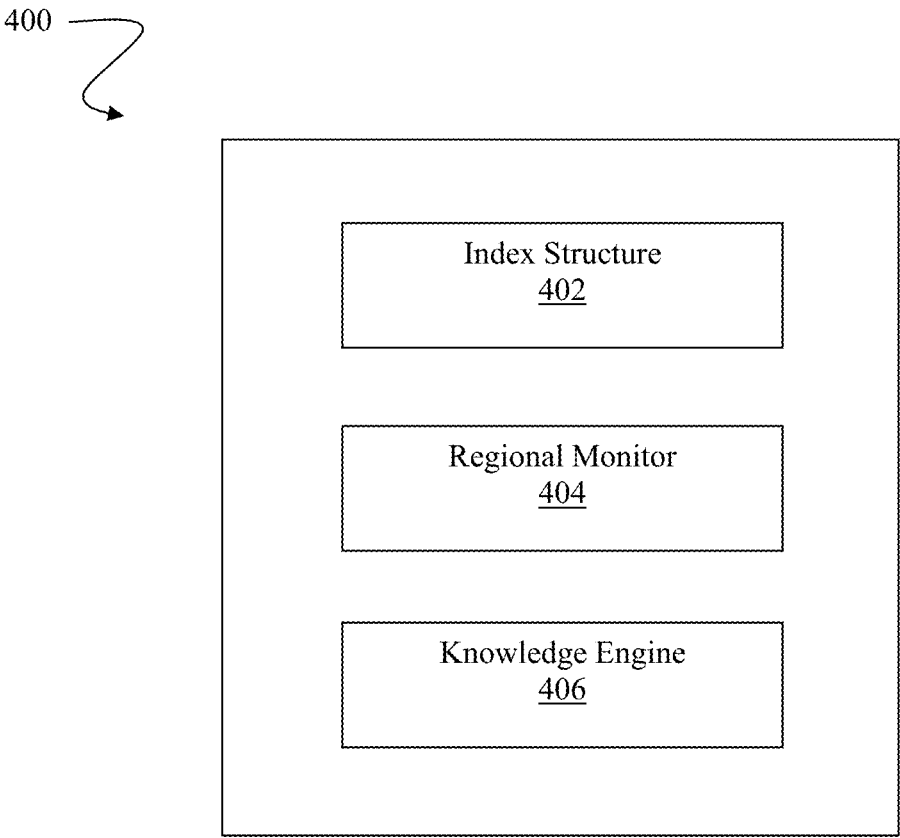 400
Index Structure
402
Regional Monitor
404
Knowledge Engine
406